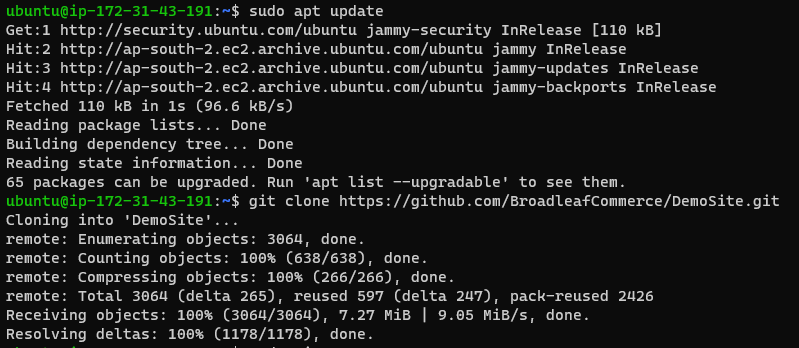 ubuntu@ip-172-31-43-191:~$ sudo apt update
Get:1 http://security.ubuntu.com/ubuntu jammy-security InRelease [110 kB]
Hit:2 http://ap-south-2.ec2.archive.ubuntu.com/ubuntu jammy InRelease
Hit:3 http://ap-south-2.ec2.archive.ubuntu.com/ubuntu jammy-updates InRelease
Hit:4 http://ap-south-2.ec2.archive.ubuntu.com/ubuntu jammy-backports InRelease
Fetched 110 kB in 1s (96.6 kB/s)
Reading package lists... Done
Building dependency tree... Done
Reading state information... Done
65 packages can be upgraded. Run 'apt list --upgradable' to see them.
ubuntu@ip-172-31-43-191:~$ git clone https://github.com/BroadleafCommerce/DemoSite.git
Cloning into 'DemoSite'...
remote: Enumerating objects: 3064, done.
remote: Counting objects: 100% (638/638), done.
remote: Compressing objects: 100% (266/266), done.
remote: Total 3064 (delta 265), reused 597 (delta 247), pack-reused 2426
Receiving objects: 100% (3064/3064), 7.27 MiB | 9.05 MiB/s, done.
Resolving deltas: 100% (1178/1178), done.